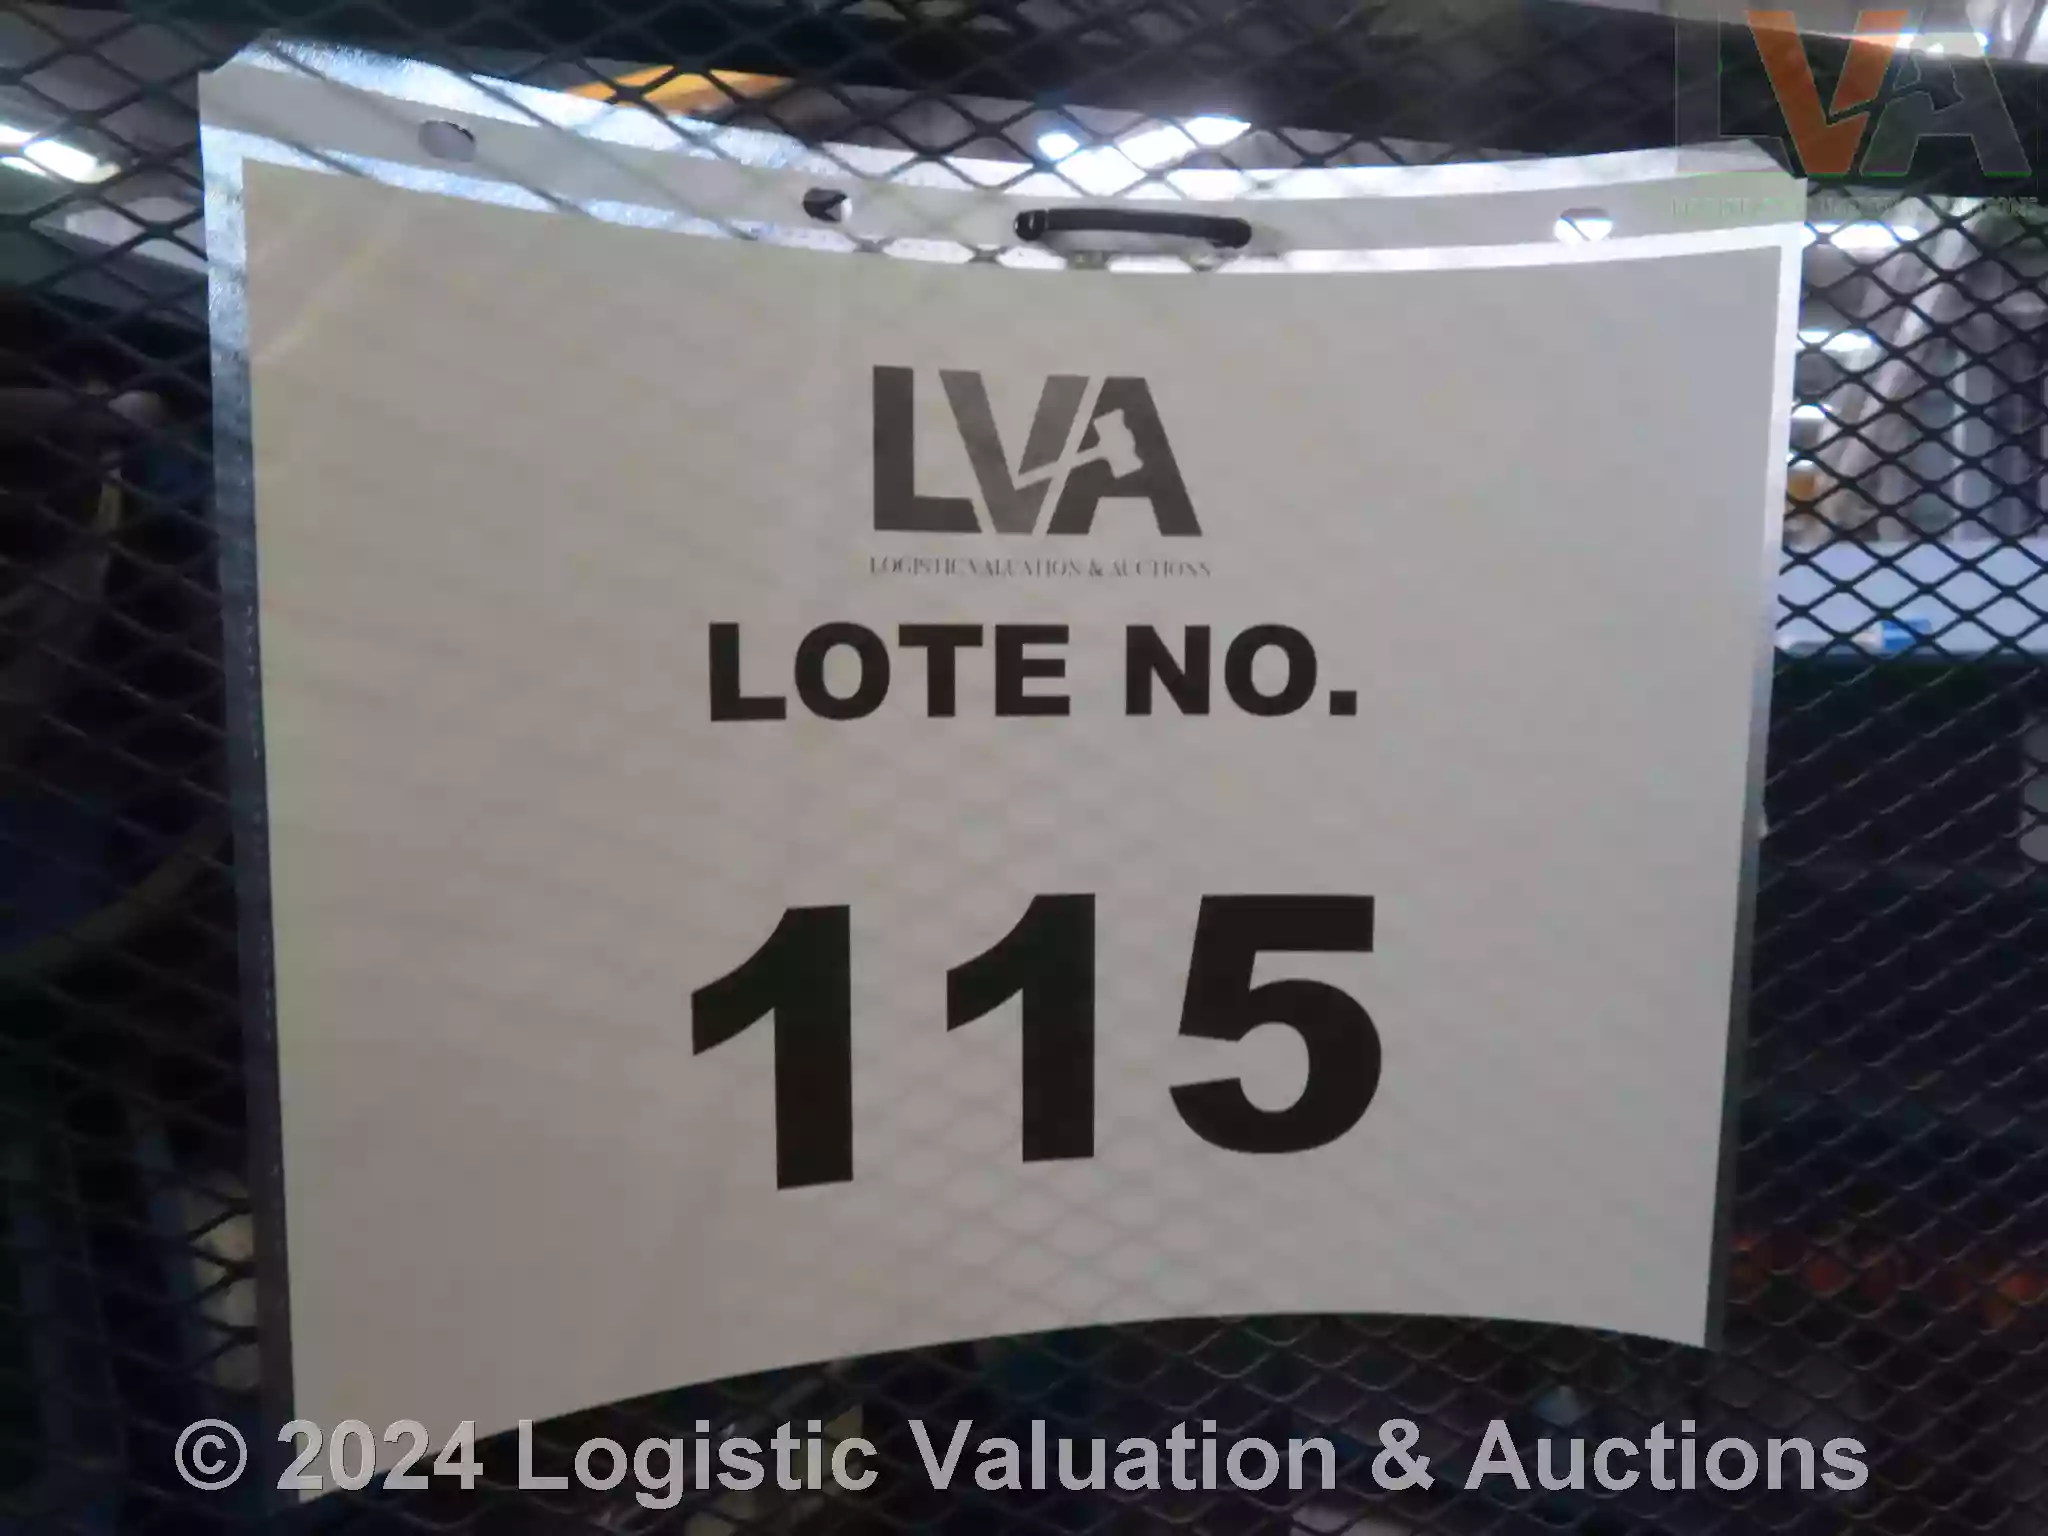 LVA
LVA
LOGISTIC VALUATION & AUCTIONS
LOTE NO.
115
© 2024 Logistic Valuation & Auctions